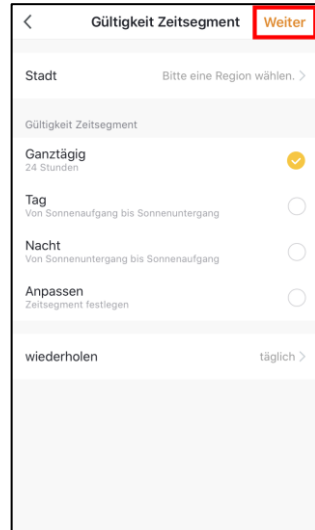 Gültigkeit Zeitsegment Weiter
Stadt Bitte eine Region wählen.
Gültigkeit Zeitsegment
Ganztägig
24 Stunden
Tag
Von Sonnenaufgang bis Sonnenuntergang
Nacht
Von Sonnenuntergang bis Sonnenaufgang
Anpassen
Zeitsegment festlegen
wiederholen täglich